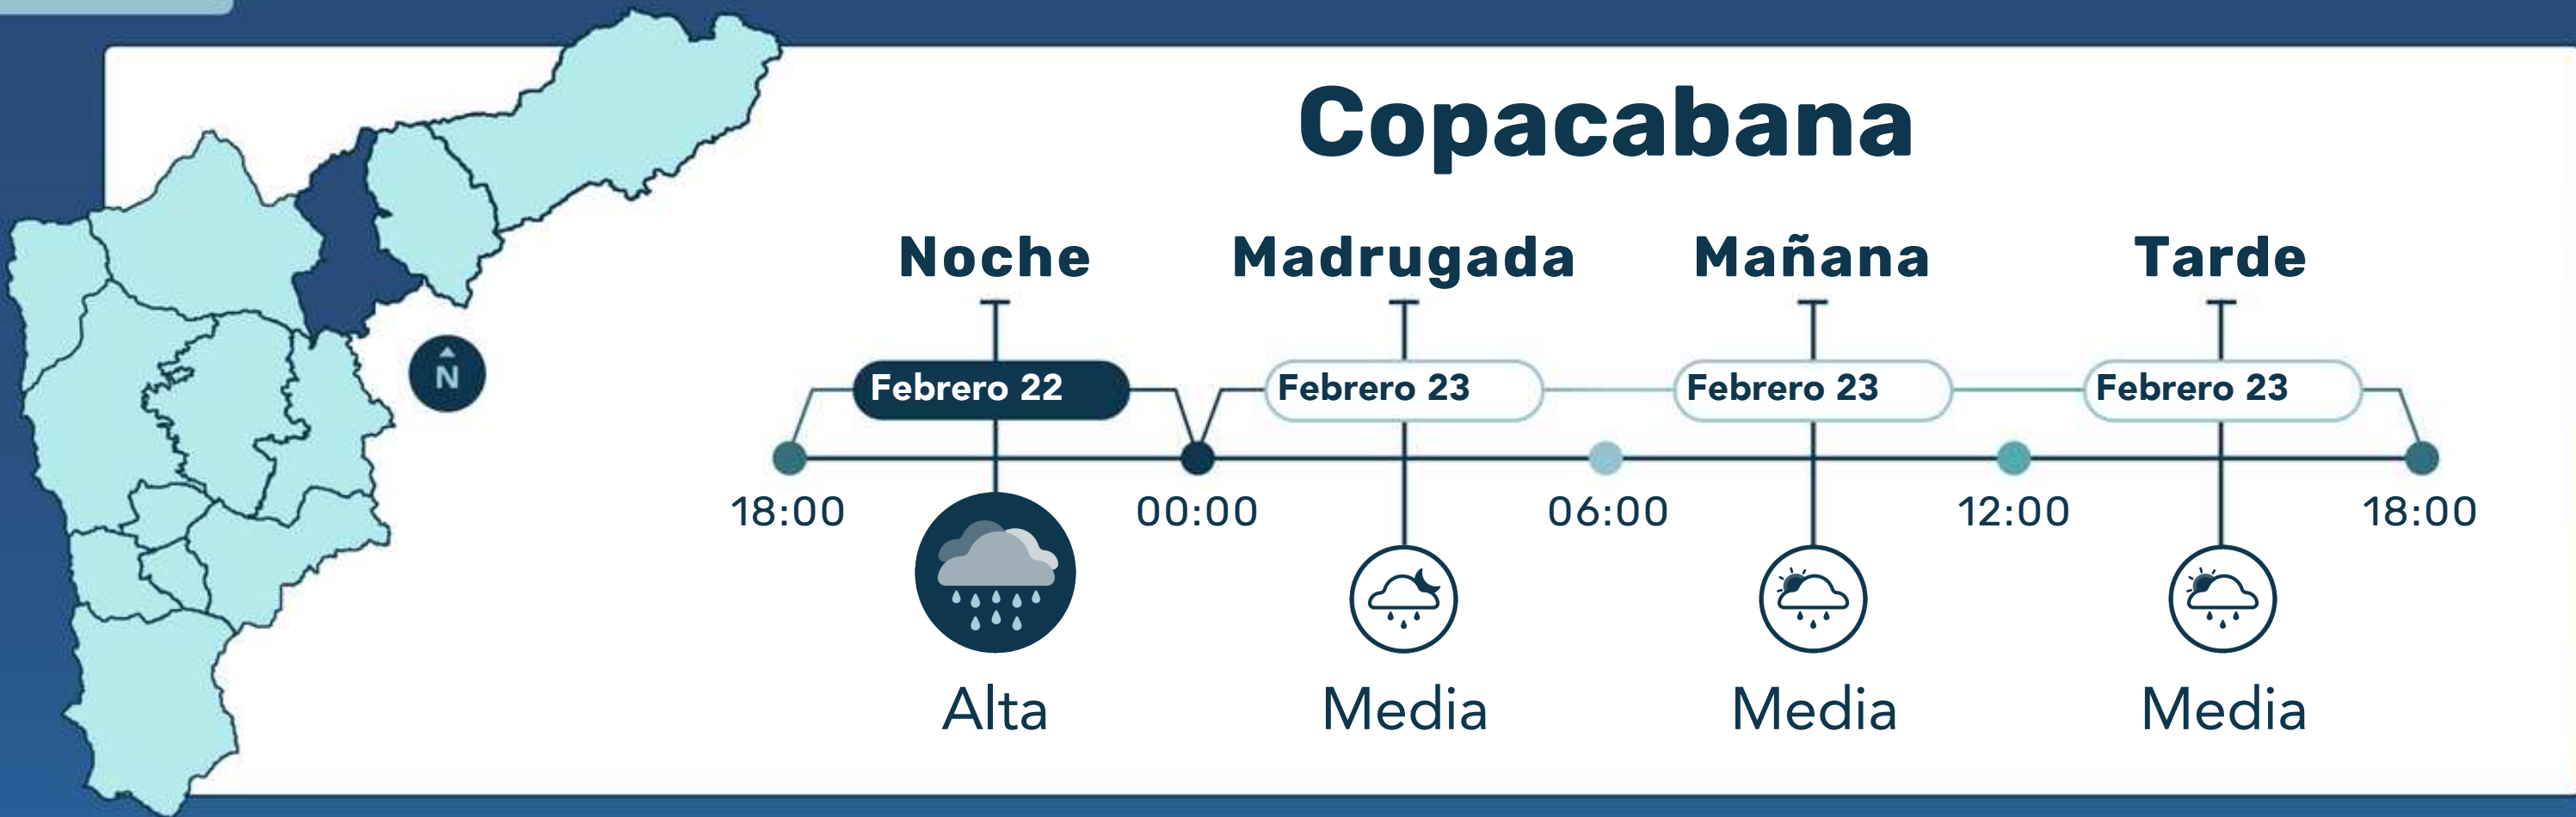 Copacabana
Noche Madrugada Mañana Tarde
Febrero 22 Febrero 23 Febrero 23 Febrero 23
N
18:00 00:00 06:00 12:00 18:00
Alta Media Media Media